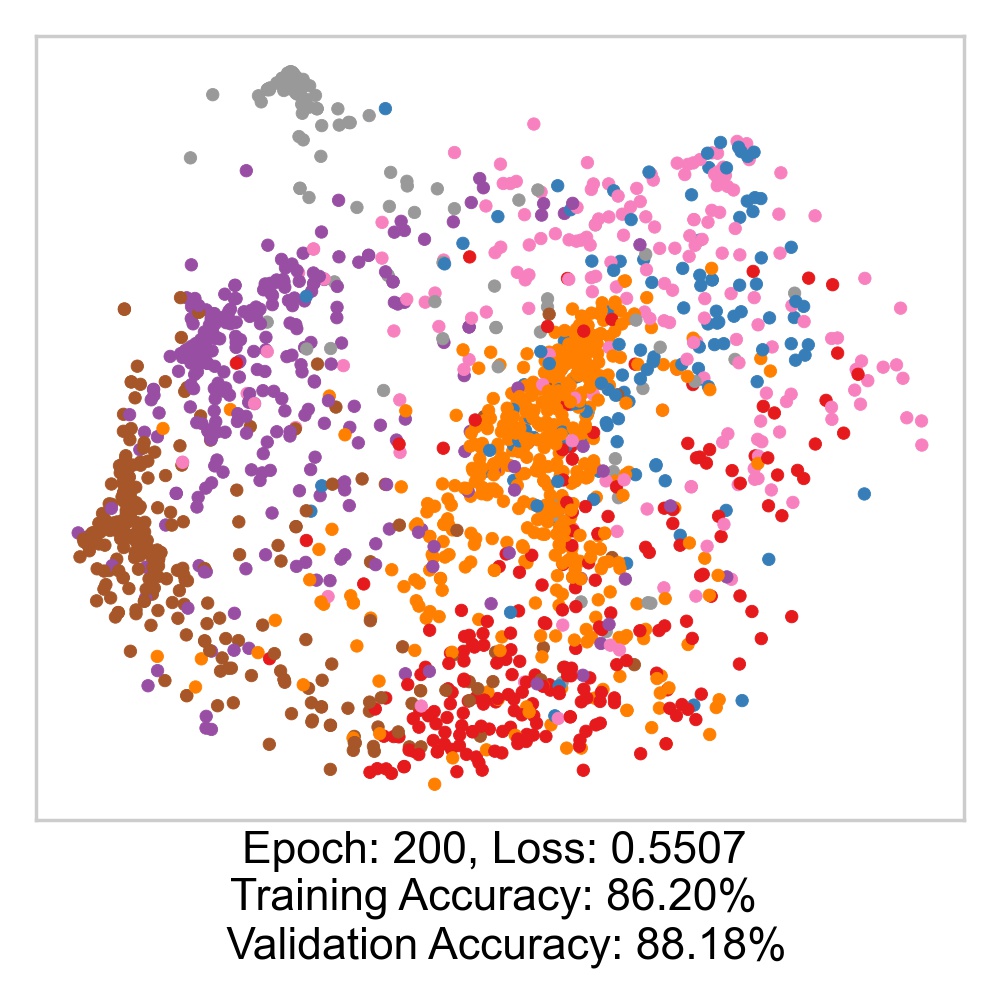 Epoch: 200, Loss: 0.5507
Training Accuracy: 86.20%
Validation Accuracy: 88.18%